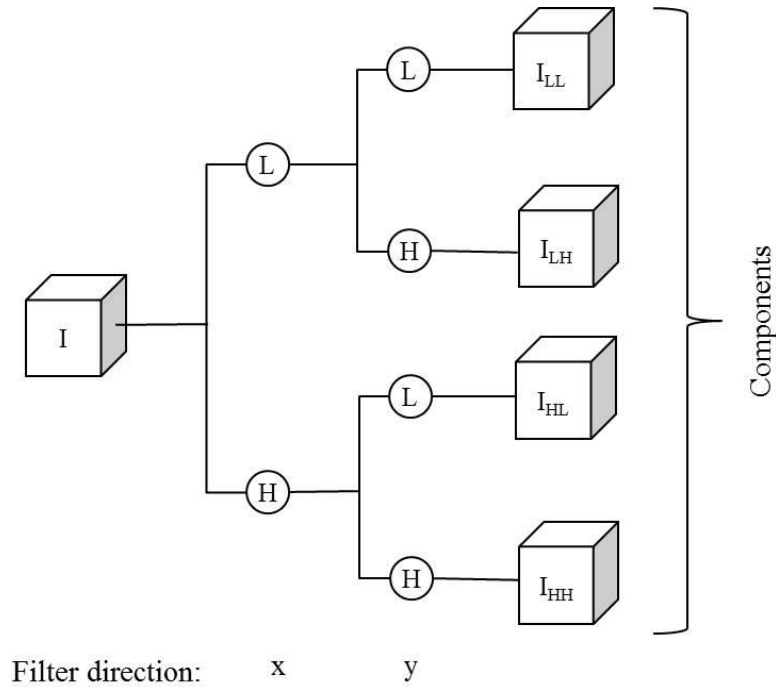 L
I_LL
L
H
I_LH
I
Components
L
I_HL
H
H
I_HH
Filter direction: x y